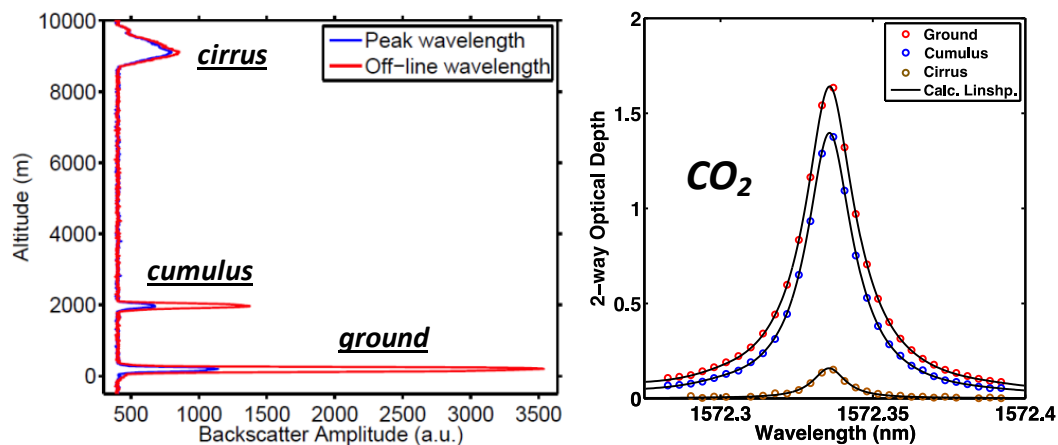 10000
8000
6000
4000
2000
0
Altitude (m)
500 1000 1500 2000 2500 3000 3500
Backscatter Amplitude (a.u.)
Peak wavelength
Off-line wavelength
cirrus
cumulus
ground
2
1.5
1
0.5
0
2-way Optical Depth
1572.3 1572.35 1572.4
Wavelength (nm)
Ground
Cumulus
Cirrus
Calc. Linshp.
CO₂